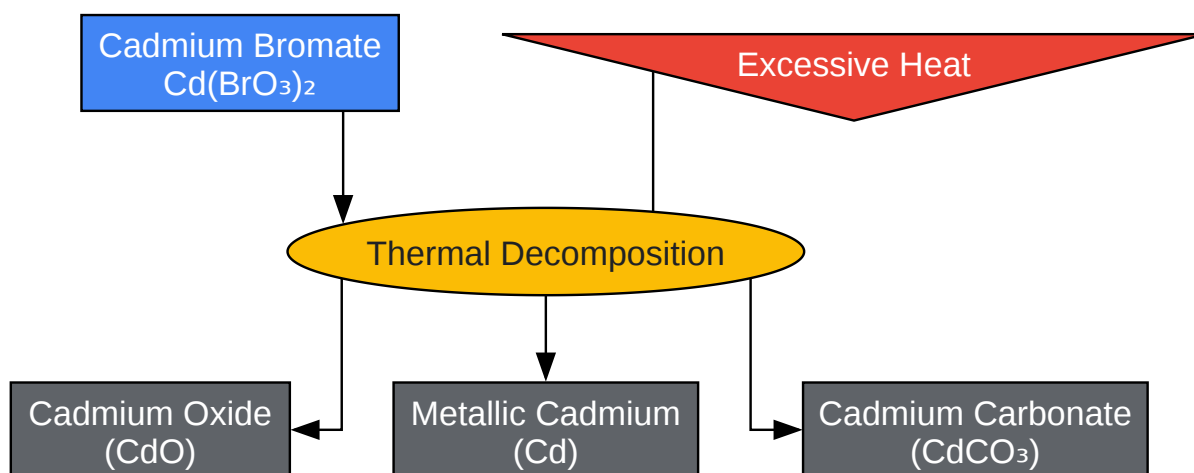 Cadmium Bromate
Cd(BrO₃)₂
Excessive Heat
Thermal Decomposition
Cadmium Oxide
(CdO)
Metallic Cadmium
(Cd)
Cadmium Carbonate
(CdCO₃)